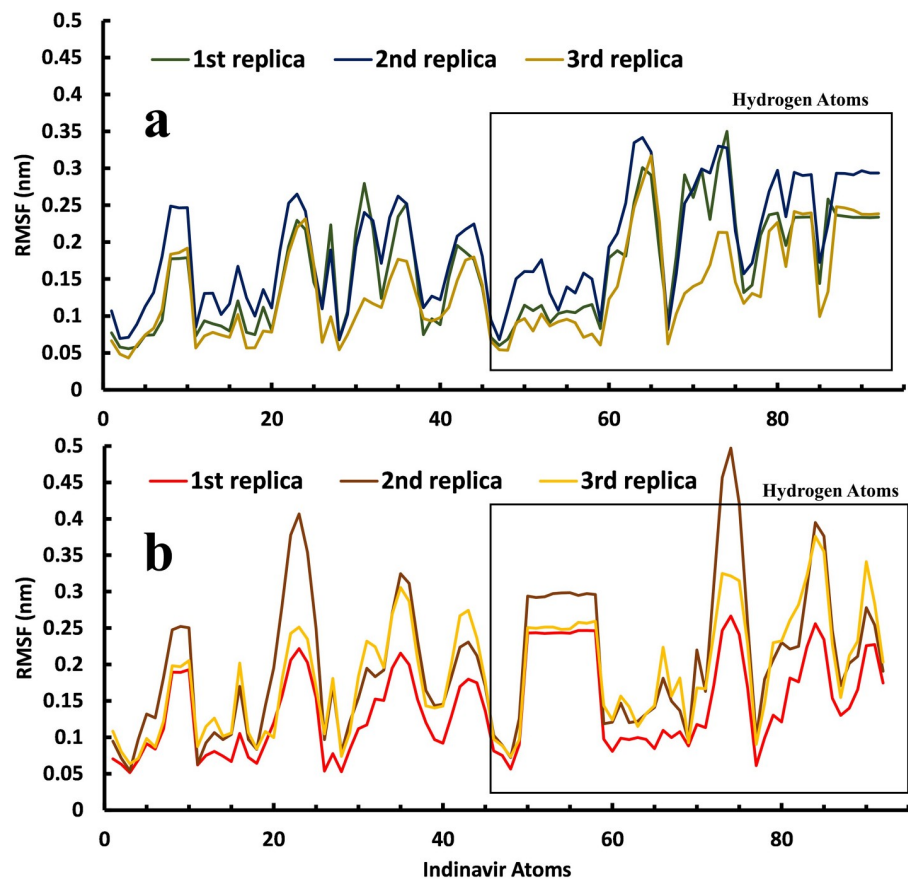 0.5
1st replica 2nd replica 3rd replica
0.45
0.4
Hydrogen Atoms
a
0.35
0.3
RMSF (nm)
0.25
0.2
0.15
0.1
0.05
0
0 20 40 60 80
0.5
1st replica 2nd replica 3rd replica
0.45
Hydrogen Atoms
0.4
b
0.35
0.3
RMSF (nm)
0.25
0.2
0.15
0.1
0.05
0
0 20 40 60 80
Indinavir Atoms